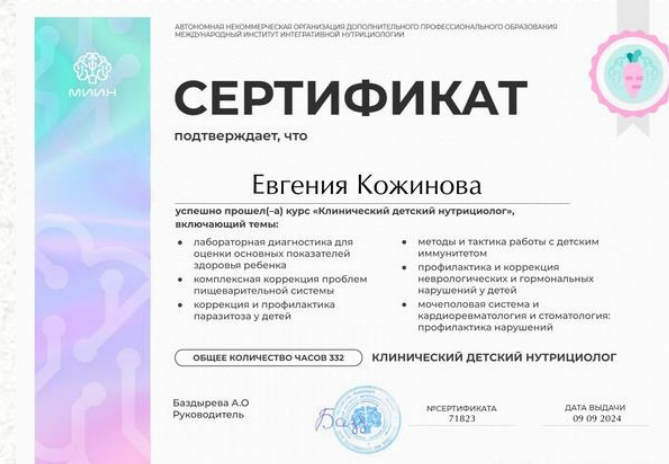 АВТОНОМНАЯ НЕКОММЕРЧЕСКАЯ ОРГАНИЗАЦИЯ ДОПОЛНИТЕЛЬНОГО ПРОФЕССИОНАЛЬНОГО ОБРАЗОВАНИЯ
МЕЖДУНАРОДНЫЙ ИНСТИТУТ ИНТЕГРАТИВНОЙ НУТРИЦИОЛОГИИ
МИИН
СЕРТИФИКАТ
подтверждает, что
Евгения Кожинова
успешно прошел(-а) курс «Клинический детский нутрициолог»,
включающий темы:
• лабораторная диагностика для
оценки основных показателей
здоровья ребенка
• комплексная коррекция проблем
пищеварительной системы
• коррекция и профилактика
паразитоза у детей
• методы и тактика работы с детским
иммунитетом
• профилактика и коррекция
неврологических и гормональных
нарушений у детей
• мочеполовая система и
кардиоревматология и стоматология:
профилактика нарушений
ОБЩЕЕ КОЛИЧЕСТВО ЧАСОВ 332
КЛИНИЧЕСКИЙ ДЕТСКИЙ НУТРИЦИОЛОГ
Баздырева А.О
Руководитель
№СЕРТИФИКАТА
71823
ДАТА ВЫДАЧИ
09 09 2024